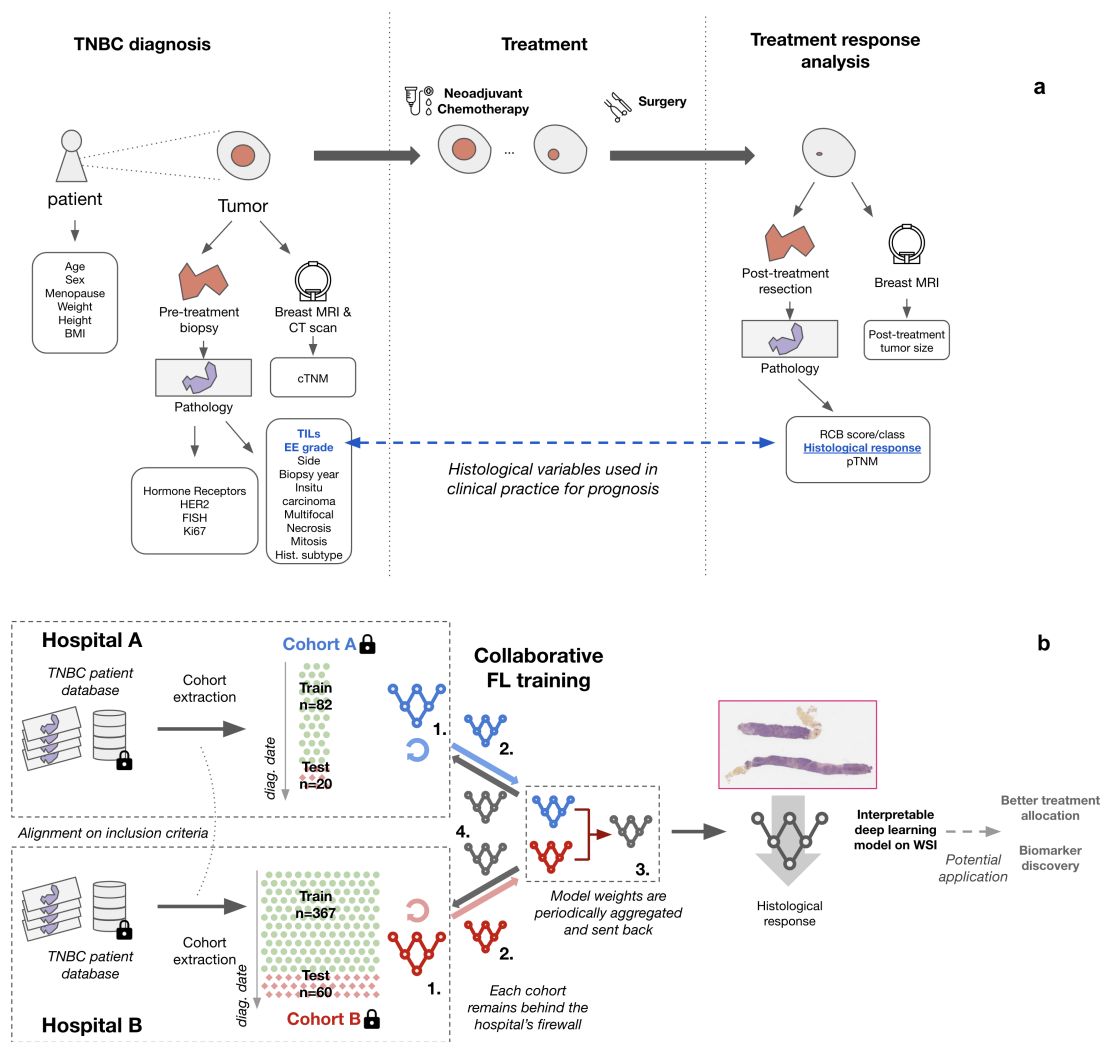 TNBC diagnosis
Treatment
Treatment response
analysis
a
Neoadjuvant
Chemotherapy
Surgery
...
patient
Tumor
Age
Sex
Menopause
Weight
Height
BMI
Pre-treatment
biopsy
Breast MRI &
CT scan
cTNM
Pathology
Hormone Receptors
HER2
FISH
Ki67
TILs
EE grade
Side
Biopsy year
Insitu
carcinoma
Multifocal
Necrosis
Mitosis
Hist. subtype
Histological variables used in
clinical practice for prognosis
Post-treatment
resection
Breast MRI
Pathology
Post-treatment
tumor size
RCB score/class
Histological response
pTNM
b
Hospital A
TNBC patient
database
Cohort
extraction
Cohort A
Train
n=82
Test
n=20
diag. date
1.
Collaborative
FL training
2.
4.
3.
Alignment on inclusion criteria
Model weights are
periodically aggregated
and sent back
Interpretable
deep learning
model on WSI
Histological
response
Potential
application
Better treatment
allocation
Biomarker
discovery
TNBC patient
database
Cohort
extraction
Train
n=367
Test
n=60
diag. date
Cohort B
1.
2.
Each cohort
remains behind the
hospital's firewall
Hospital B